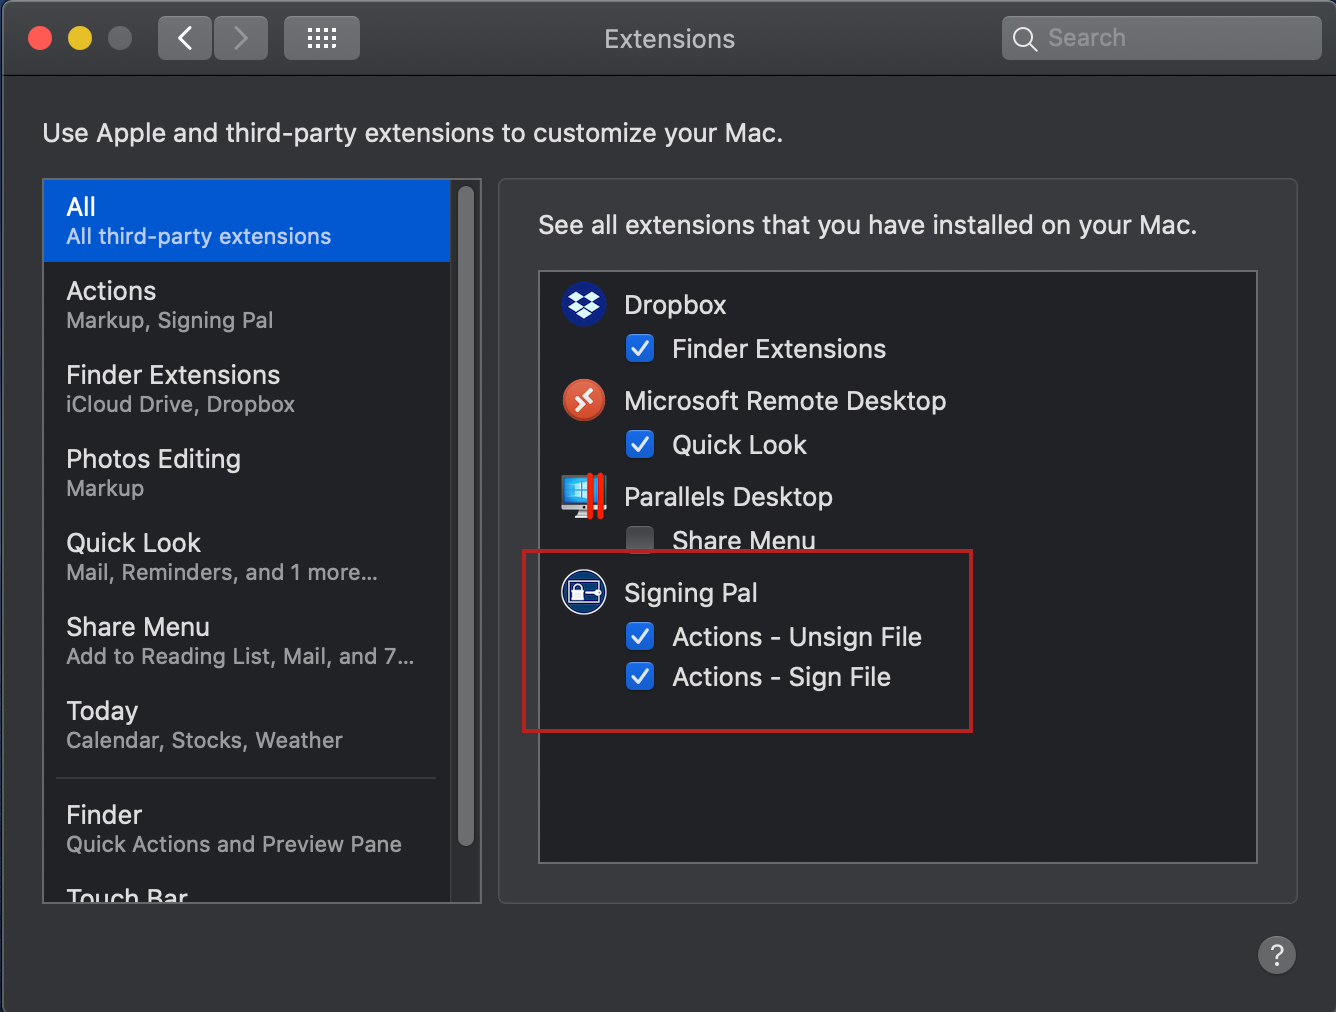 Extensions
Search
Use Apple and third-party extensions to customize your Mac.
All
All third-party extensions
Actions
Markup, Signing Pal
Finder Extensions
iCloud Drive, Dropbox
Photos Editing
Markup
Quick Look
Mail, Reminders, and 1 more...
Share Menu
Add to Reading List, Mail, and 7...
Today
Calendar, Stocks, Weather
Finder
Quick Actions and Preview Pane
Touch Bar
See all extensions that you have installed on your Mac.
Dropbox
Finder Extensions
Microsoft Remote Desktop
Quick Look
Parallels Desktop
Share Menu
Signing Pal
Actions - Unsign File
Actions - Sign File
?